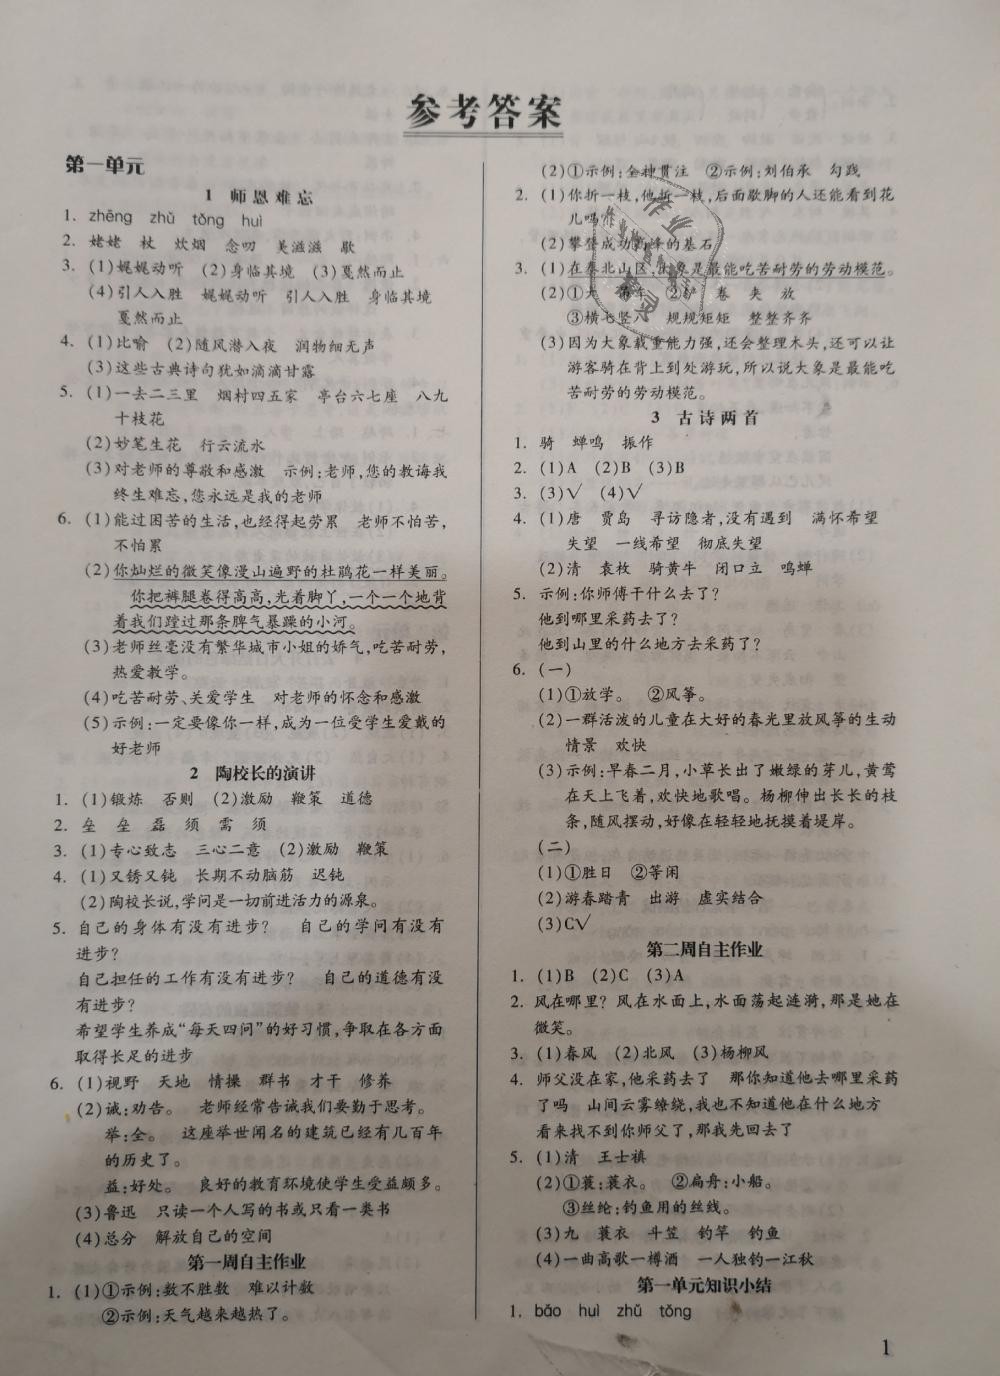 参考答案
第一单元
1 师恩难忘
1. zhēng zhǔ tǒng huì
2. 姥姥 杖 炊烟 念叨 美滋滋 歇
3. (1)娓娓动听 (2)身临其境 (3)戛然而止
(4)引人入胜 娓娓动听 引人入胜 身临其境
戛然而止
4. (1)比喻 (2)随风潜入夜 润物细无声
(3)这些古典诗句犹如滴滴甘露
5. (1)一去二三里 烟村四五家 亭台六七座 八九
十枝花
(2)妙笔生花 行云流水
(3)对老师的尊敬和感激 示例:老师,您的教诲我
终生难忘,您永远是我的老师
6. (1)能过困苦的生活,也经得起劳累 老师不怕苦,
不怕累
(2)你灿烂的微笑像漫山遍野的杜鹃花一样美丽。
你把裤腿卷得高高,光着脚丫,一个一个地背
着我们蹚过那条脾气暴躁的小河。
(3)老师丝毫没有繁华城市小姐的娇气,吃苦耐劳,
热爱教学。
(4)吃苦耐劳、关爱学生 对老师的怀念和感激
(5)示例:一定要像你一样,成为一位受学生爱戴的
好老师
2 陶校长的演讲
1. (1)锻炼 否则 (2)激励 鞭策 道德
2. 垒 垒 磊 须 需 须
3. (1)专心致志 三心二意 (2)激励 鞭策
4. (1)又锈又钝 长期不动脑筋 迟钝
(2)陶校长说,学问是一切前进活力的源泉。
5. 自己的身体有没有进步? 自己的学问有没有
进步?
自己担任的工作有没有进步? 自己的道德有没
有进步?
希望学生养成“每天四问”的好习惯,争取在各方面
取得长足的进步
6. (1)视野 天地 情操 群书 才干 修养
(2)诫:劝告。 老师经常告诫我们要勤于思考。
举:全。 这座举世闻名的建筑已经有几百年
的历史了。
益:好处。 良好的教育环境使学生受益颇多。
(3)鲁迅 只读一个人写的书或只看一类书
(4)总分 解放自己的空间
第一周自主作业
1. (1)①示例:数不胜数 难以计数
②示例:天气越来越热了。
(2)①示例:全神贯注 ②示例:刘伯承 勾践
2. (1)你折一枝,他折一枝,后面歇脚的人还能看到花
儿吗
(2)攀登成功高峰的基石
3. (1)在泰北山区,大象是最能吃苦耐劳的劳动模范。
(2)①大 车 ②铲 卷 夹 放
③横七竖八 规规矩矩 整整齐齐
(3)因为大象载重能力强,还会整理木头,还可以让
游客骑在背上到处游玩,所以说大象是最能吃
苦耐劳的劳动模范。
3 古诗两首
1. 骑 蝉鸣 振作
2. (1)A (2)B (3)B
3. (3)√ (4)√
4. (1)唐 贾岛 寻访隐者,没有遇到 满怀希望
失望 一线希望 彻底失望
(2)清 袁枚 骑黄牛 闭口立 鸣蝉
5. 示例:你师傅干什么去了?
他到哪里采药去了?
他到山里的什么地方去采药了?
6. (一)
(1)①放学。 ②风筝。
(2)一群活泼的儿童在大好的春光里放风筝的生动
情景 欢快
(3)示例:早春二月,小草长出了嫩绿的芽儿,黄莺
在天上飞着,欢快地歌唱。杨柳伸出长长的枝
条,随风摆动,好像在轻轻地抚摸着堤岸。
(二)
(1)①胜日 ②等闲
(2)游春踏青 出游 虚实结合
(3)C√
第二周自主作业
1. (1)B (2)C (3)A
2. 风在哪里? 风在水面上,水面荡起涟漪,那是她在
微笑。
3. (1)春风 (2)北风 (3)杨柳风
4. 师父没在家,他采药去了 那你知道他去哪里采药
了吗 山间云雾缭绕,我也不知道他在什么地方
看来找不到你师父了,那我先回去了
5. (1)清 王士禛
(2)①蓑:蓑衣。 ②扁舟:小船。
③丝纶:钓鱼用的丝线。
(3)九 蓑衣 斗笠 钓竿 钓鱼
(4)一曲高歌一樽酒 一人独钓一江秋
第一单元知识小结
1. bǎo huì zhǔ tǒng
1